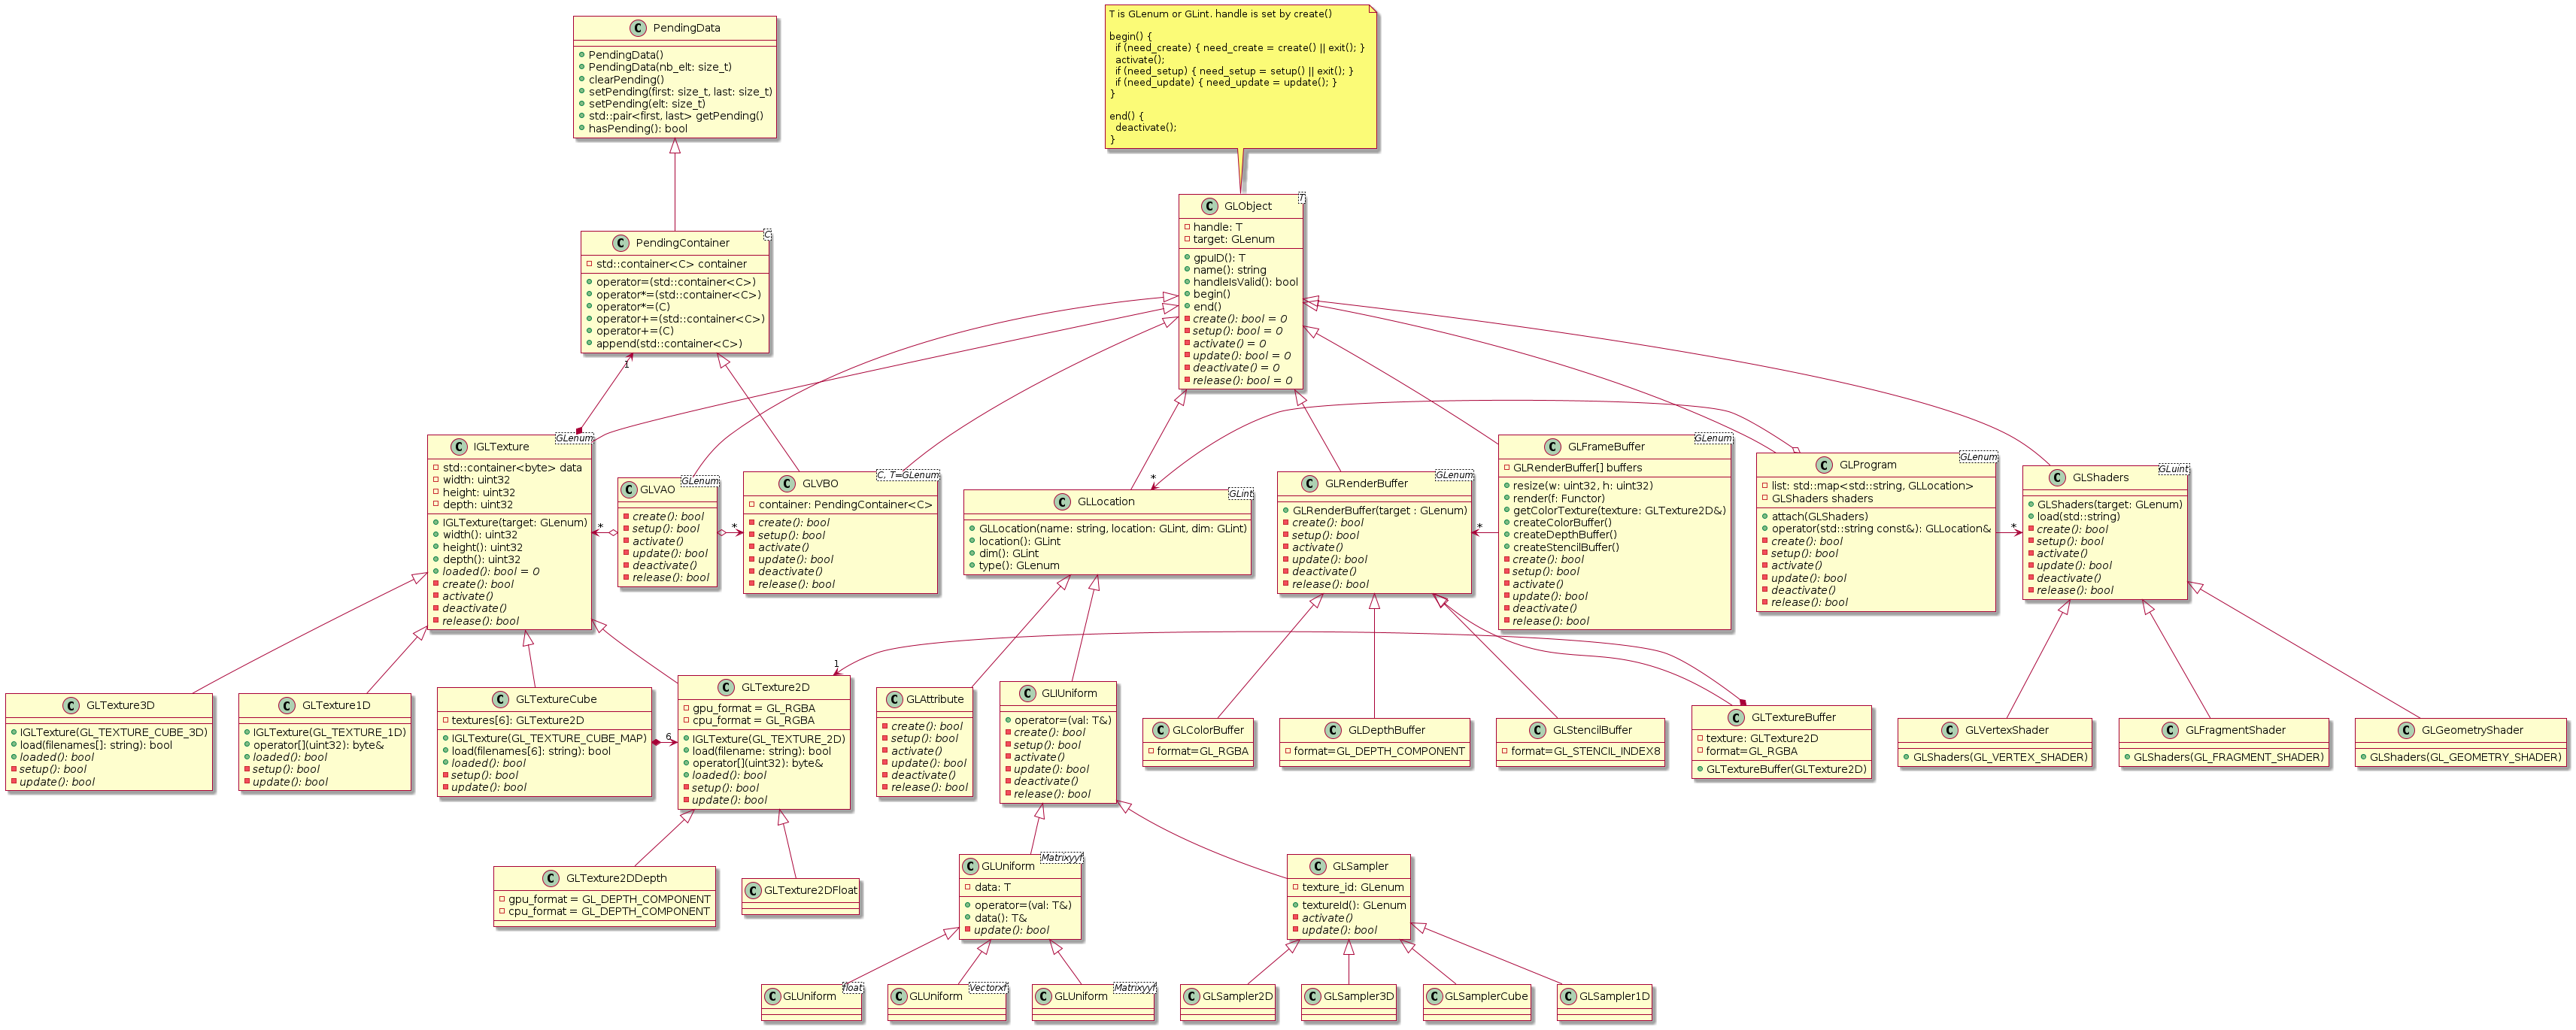 PendingData
PendingData()
PendingData(nb_elt: size_t)
clearPending()
setPending(first: size_t, last: size_t)
setPending(elt: size_t)
std::pair<first, last> getPending()
hasPending(): bool
T is GLenum or GLint. handle is set by create()
begin() {
if (need_create) { need_create = create() || exit(); }
activate();
if (need_setup) { need_setup = setup() || exit(); }
if (need_update) { need_update = update(); }
}
end() {
deactivate();
}
PendingContainer
C
std::container<C> container
operator=(std::container<C>)
operator*=(std::container<C>)
operator*=(C)
operator+=(std::container<C>)
operator+=(C)
append(std::container<C>)
1
GLObject
T
handle: T
target: GLenum
gpuID(): T
name(): string
handleIsValid(): bool
begin()
end()
create(): bool = 0
setup(): bool = 0
activate() = 0
update(): bool = 0
deactivate() = 0
release(): bool = 0
IGLTexture
GLenum
std::container<byte> data
width: uint32
height: uint32
depth: uint32
IGLTexture(target: GLenum)
width(): uint32
height(): uint32
depth(): uint32
loaded(): bool = 0
create(): bool
activate()
deactivate()
release(): bool
*
GLVAO
GLenum
create(): bool
setup(): bool
activate()
update(): bool
deactivate()
release(): bool
*
GLVBO
C, T=GLenum
container: PendingContainer<C>
create(): bool
setup(): bool
activate()
update(): bool
deactivate()
release(): bool
*
GLLocation
GLint
GLLocation(name: string, location: GLint, dim: GLint)
location(): GLint
dim(): GLint
type(): GLenum
GLRenderBuffer
GLenum
GLRenderBuffer(target : GLenum)
create(): bool
setup(): bool
activate()
update(): bool
deactivate()
release(): bool
*
GLFrameBuffer
GLenum
GLRenderBuffer[] buffers
resize(w: uint32, h: uint32)
render(f: Functor)
getColorTexture(texture: GLTexture2D&)
createColorBuffer()
createDepthBuffer()
createStencilBuffer()
create(): bool
setup(): bool
activate()
update(): bool
deactivate()
release(): bool
GLProgram
GLenum
list: std::map<std::string, GLLocation>
GLShaders shaders
attach(GLShaders)
operator(std::string const&): GLLocation&
create(): bool
setup(): bool
activate()
update(): bool
deactivate()
release(): bool
*
GLShaders
GLuint
GLShaders(target: GLenum)
load(std::string)
create(): bool
setup(): bool
activate()
update(): bool
deactivate()
release(): bool
GLTexture3D
IGLTexture(GL_TEXTURE_CUBE_3D)
load(filenames[]: string): bool
loaded(): bool
setup(): bool
update(): bool
GLTexture1D
IGLTexture(GL_TEXTURE_1D)
operator[](uint32): byte&
loaded(): bool
setup(): bool
update(): bool
GLTextureCube
textures[6]: GLTexture2D
IGLTexture(GL_TEXTURE_CUBE_MAP)
load(filenames[6]: string): bool
loaded(): bool
setup(): bool
update(): bool
6
1
GLTexture2D
gpu_format = GL_RGBA
cpu_format = GL_RGBA
IGLTexture(GL_TEXTURE_2D)
load(filename: string): bool
operator[](uint32): byte&
loaded(): bool
setup(): bool
update(): bool
GLAttribute
create(): bool
setup(): bool
activate()
update(): bool
deactivate()
release(): bool
GLIUniform
operator=(val: T&)
create(): bool
setup(): bool
activate()
update(): bool
deactivate()
release(): bool
GLColorBuffer
format=GL_RGBA
GLDepthBuffer
format=GL_DEPTH_COMPONENT
GLStencilBuffer
format=GL_STENCIL_INDEX8
GLTextureBuffer
texture: GLTexture2D
format=GL_RGBA
GLTextureBuffer(GLTexture2D)
GLVertexShader
GLShaders(GL_VERTEX_SHADER)
GLFragmentShader
GLShaders(GL_FRAGMENT_SHADER)
GLGeometryShader
GLShaders(GL_GEOMETRY_SHADER)
GLTexture2DDepth
gpu_format = GL_DEPTH_COMPONENT
cpu_format = GL_DEPTH_COMPONENT
GLTexture2DFloat
GLUniform
Matrixyyf
data: T
operator=(val: T&)
data(): T&
update(): bool
GLSampler
texture_id: GLenum
textureId(): GLenum
activate()
update(): bool
GLUniform
float
GLUniform
Vectorxf
GLUniform
Matrixyyf
GLSampler2D
GLSampler3D
GLSamplerCube
GLSampler1D